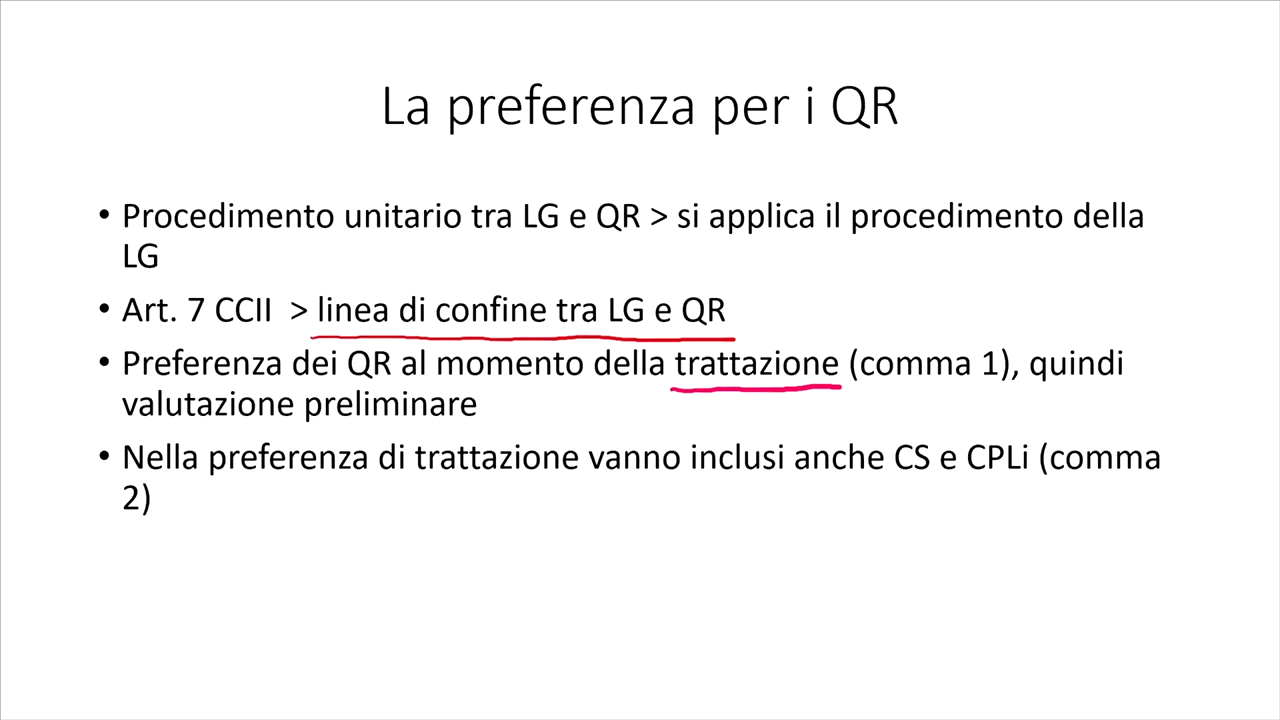 La preferenza per i QR
• Procedimento unitario tra LG e QR > si applica il procedimento della
LG
• Art. 7 CCII > linea di confine tra LG e QR
• Preferenza dei QR al momento della trattazione (comma 1), quindi
valutazione preliminare
• Nella preferenza di trattazione vanno inclusi anche CS e CPLi (comma
2)